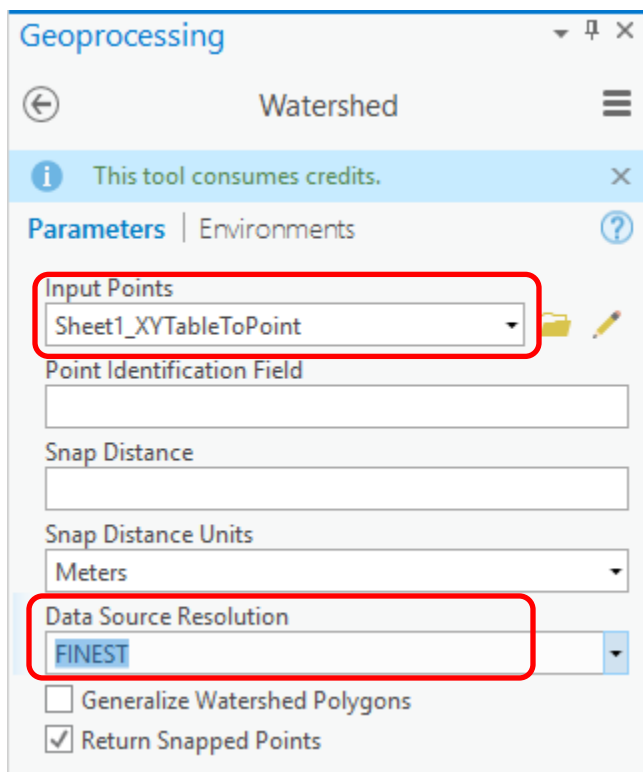 Geoprocessing
Watershed
This tool consumes credits.
Parameters | Environments
Input Points
Sheet1_XYTableToPoint
Point Identification Field
Snap Distance
Snap Distance Units
Meters
Data Source Resolution
FINEST
Generalize Watershed Polygons
Return Snapped Points